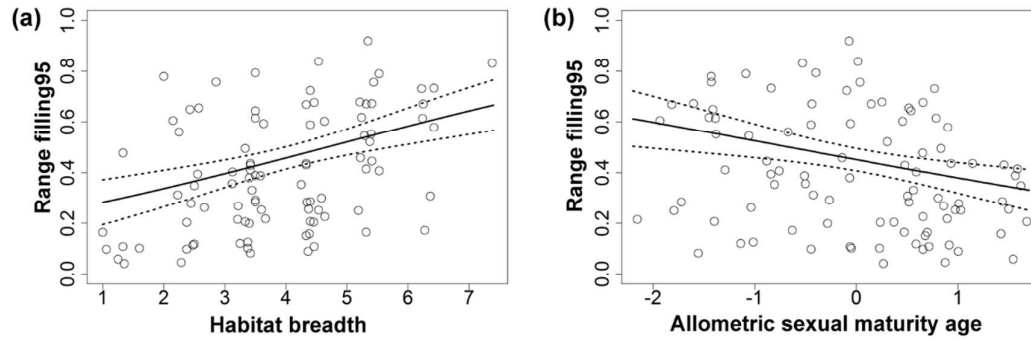 (a)
Range filling95
1.0
0.8
0.6
0.4
0.2
0.0
1 2 3 4 5 6 7
Habitat breadth
(b)
Range filling95
1.0
0.8
0.6
0.4
0.2
0.0
-2 -1 0 1
Allometric sexual maturity age